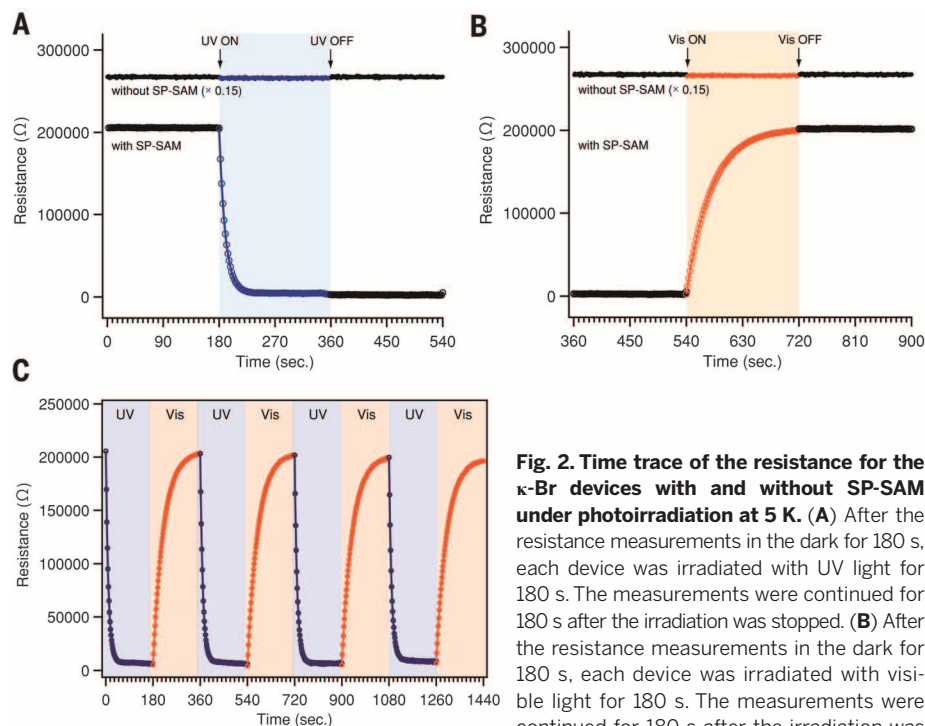 A
UV ON
UV OFF
300000
200000
100000
0
Resistance (Ω)
without SP-SAM (× 0.15)
with SP-SAM
0 90 180 270 360 450 540
Time (sec.)
B
Vis ON
Vis OFF
300000
200000
100000
0
Resistance (Ω)
without SP-SAM (× 0.15)
with SP-SAM
360 450 540 630 720 810 900
Time (sec.)
C
250000
200000
150000
100000
50000
0
Resistance (Ω)
UV Vis UV Vis UV Vis UV Vis
0 180 360 540 720 900 1080 1260 1440
Time (sec.)
Fig. 2. Time trace of the resistance for the
κ-Br devices with and without SP-SAM
under photoirradiation at 5 K. (A) After the
resistance measurements in the dark for 180 s,
each device was irradiated with UV light for
180 s. The measurements were continued for
180 s after the irradiation was stopped. (B) After
the resistance measurements in the dark for
180 s, each device was irradiated with visi-
ble light for 180 s. The measurements were
continued for 180 s after the irradiation was